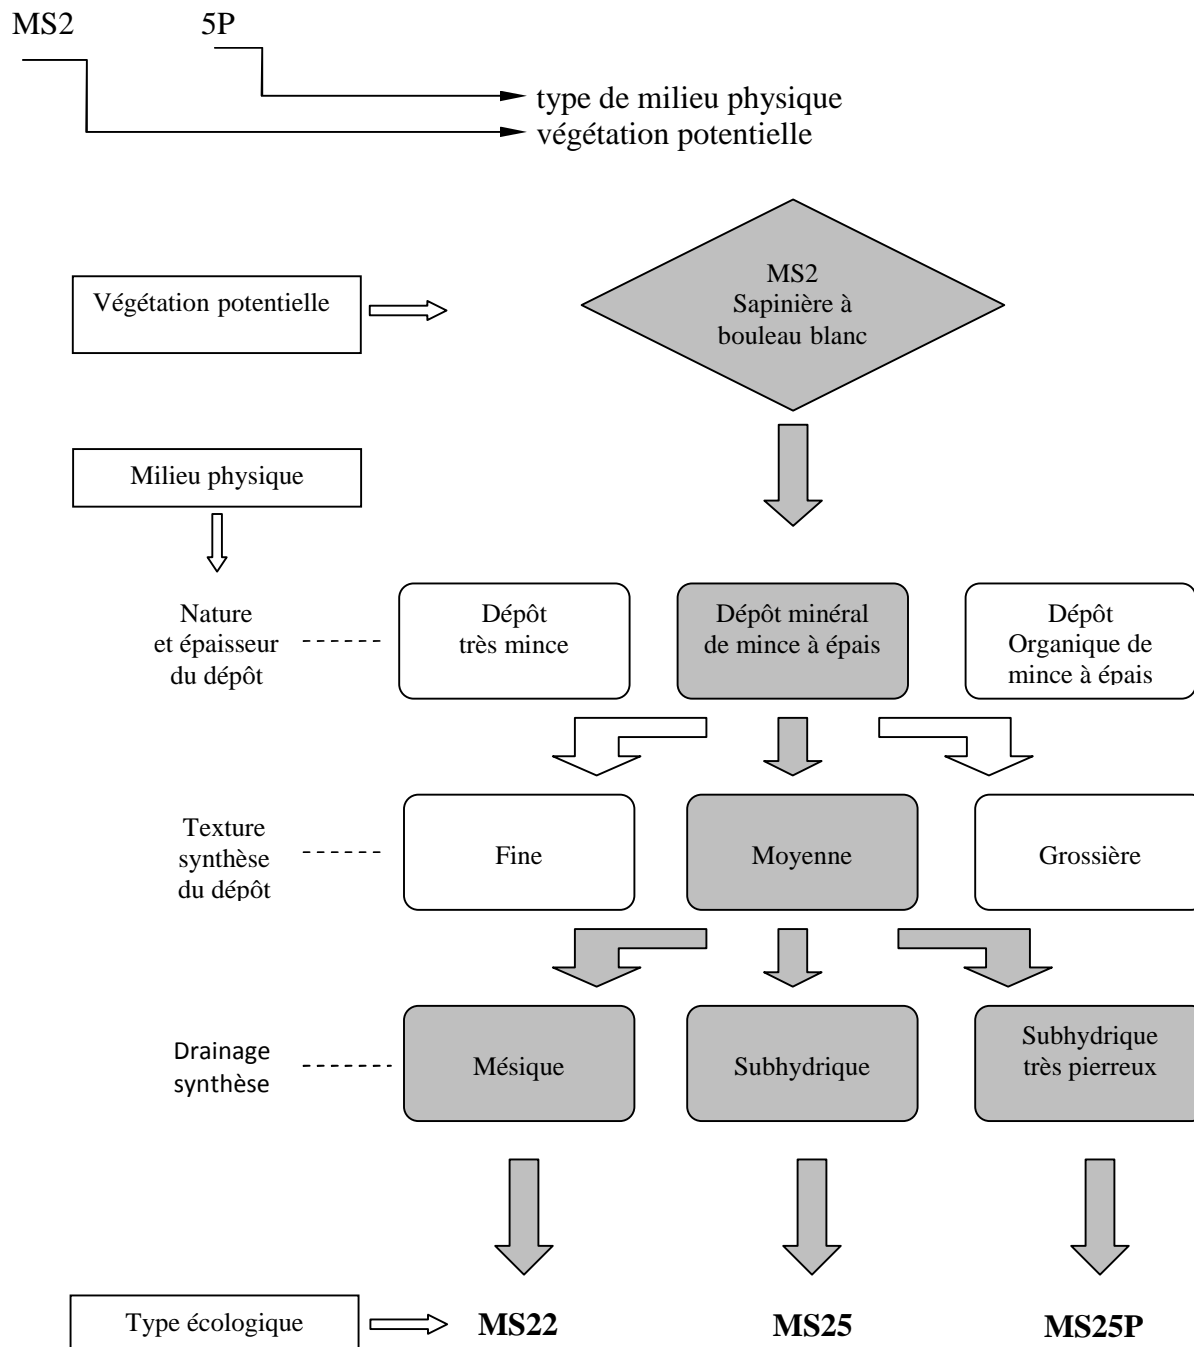 MS2 5P
type de milieu physique
végétation potentielle
Végétation potentielle
MS2
Sapinière à
bouleau blanc
Milieu physique
Nature
et épaisseur
du dépôt
Dépôt
très mince
Dépôt minéral
de mince à épais
Dépôt
Organique de
mince à épais
Texture
synthèse
du dépôt
Fine
Moyenne
Grossière
Drainage
synthèse
Mésique
Subhydrique
Subhydrique
très pierreux
Type écologique
MS22
MS25
MS25P